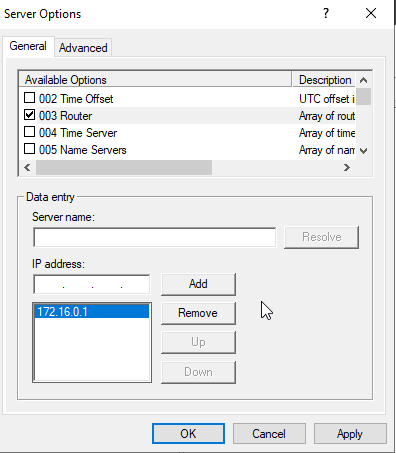 Server Options
? ×
General Advanced
Available Options Description
002 Time Offset UTC offset i
003 Router Array of rout
004 Time Server Array of time
005 Name Servers Array of nam
Data entry
Server name:
Resolve
IP address:
. . . Add
172.16.0.1 Remove
Up
Down
OK Cancel Apply